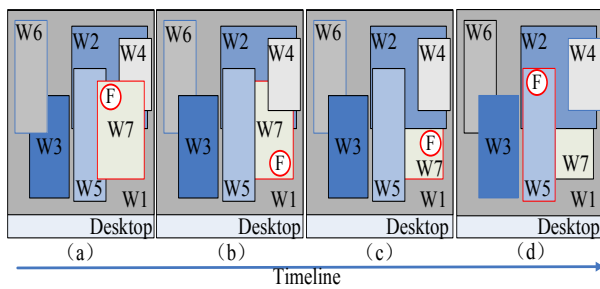 W6 W2 W4 F W7 W3 W5 W1 Desktop
W6 W2 W4 W7 W3 F W5 W1 Desktop
W6 W2 W4 W3 F W7 W5 W1 Desktop
W6 W2 W4 F W3 W7 W5 W1 Desktop
(a) (b) (c) (d)
Timeline